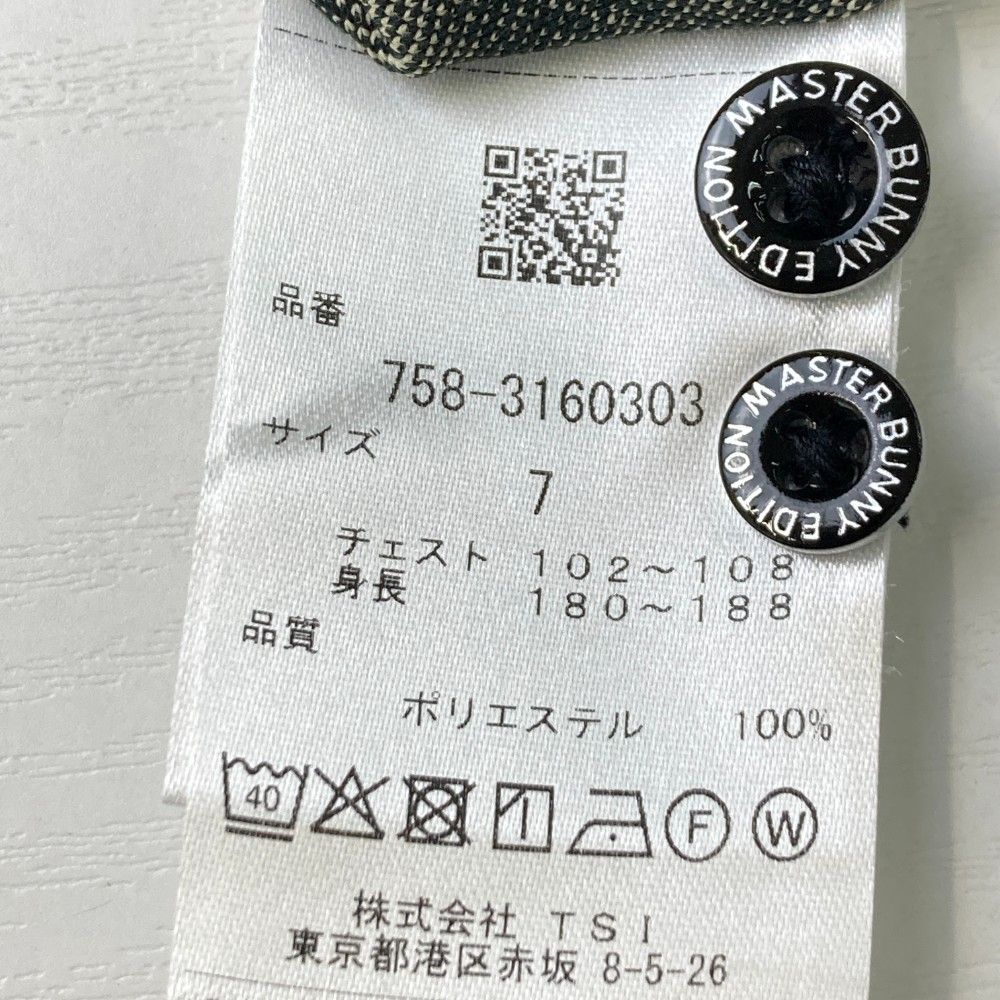 MASTER BUNNY EDITION
品番
758-3160303
MASTER BUNNY EDITION
サイズ
7
チェスト 102~108
身長 180~188
品質
ポリエステル 100%
40
F
W
株式会社 TSI
東京都港区赤坂 8-5-26